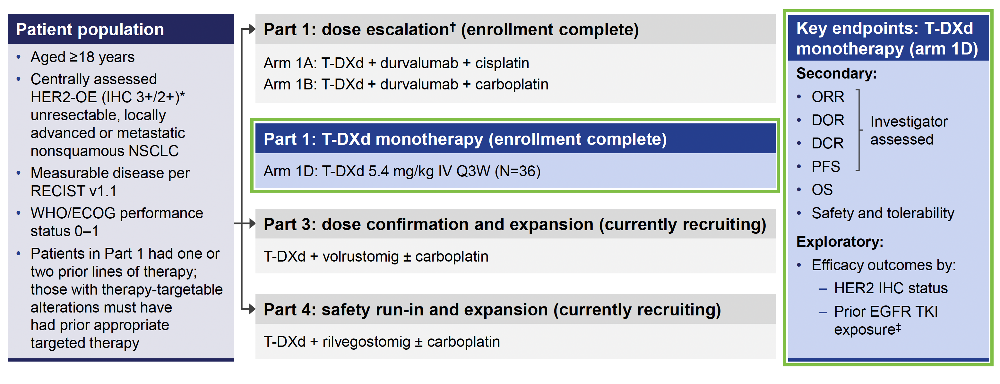 Patient population
• Aged ≥18 years
• Centrally assessed
HER2-OE (IHC 3+/2+)*
unresectable, locally
advanced or metastatic
nonsquamous NSCLC
• Measurable disease per
RECIST v1.1
• WHO/ECOG performance
status 0–1
• Patients in Part 1 had one or
two prior lines of therapy;
those with therapy-targetable
alterations must have
had prior appropriate
targeted therapy
Part 1: dose escalation† (enrollment complete)
Arm 1A: T-DXd + durvalumab + cisplatin
Arm 1B: T-DXd + durvalumab + carboplatin
Part 1: T-DXd monotherapy (enrollment complete)
Arm 1D: T-DXd 5.4 mg/kg IV Q3W (N=36)
Part 3: dose confirmation and expansion (currently recruiting)
T-DXd + volrustomig ± carboplatin
Part 4: safety run-in and expansion (currently recruiting)
T-DXd + rilvegostomig ± carboplatin
Key endpoints: T-DXd
monotherapy (arm 1D)
Secondary:
• ORR
• DOR
• DCR
• PFS
Investigator
assessed
• OS
• Safety and tolerability
Exploratory:
• Efficacy outcomes by:
– HER2 IHC status
– Prior EGFR TKI
exposure‡